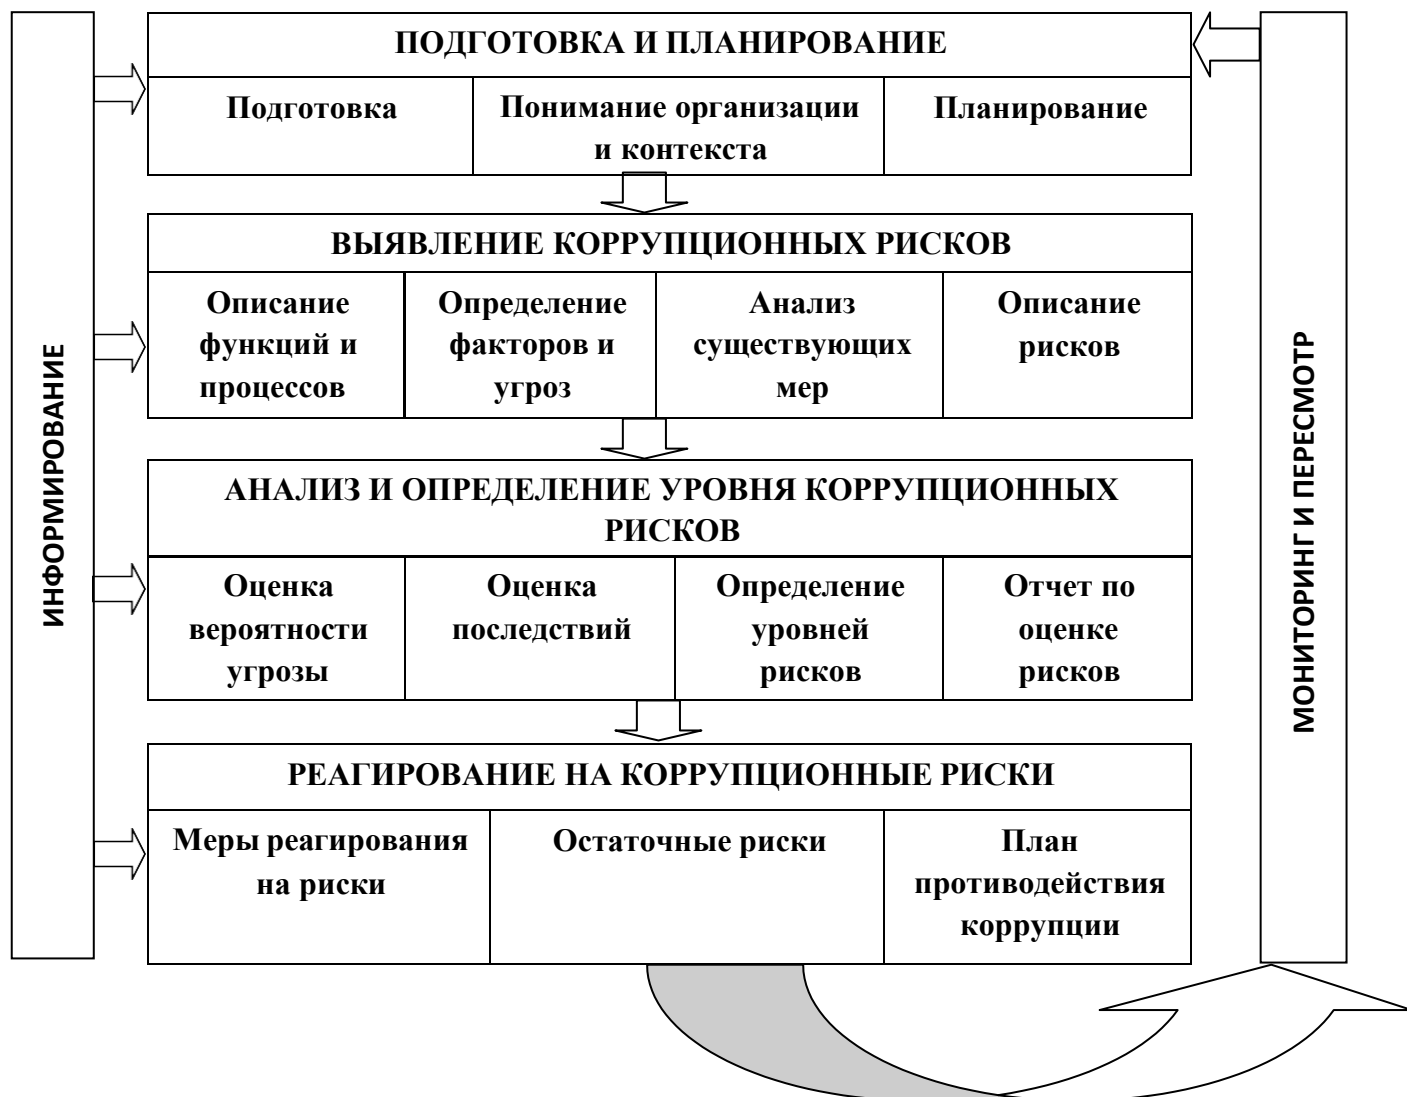 ИНФОРМИРОВАНИЕ
ПОДГОТОВКА И ПЛАНИРОВАНИЕ
Подготовка
Понимание организации
и контекста
Планирование
ВЫЯВЛЕНИЕ КОРРУПЦИОННЫХ РИСКОВ
Описание
функций и
процессов
Определение
факторов и
угроз
Анализ
существующих
мер
Описание
рисков
АНАЛИЗ И ОПРЕДЕЛЕНИЕ УРОВНЯ КОРРУПЦИОННЫХ
РИСКОВ
Оценка
вероятности
угрозы
Оценка
последствий
Определение
уровней
рисков
Отчет по
оценке
рисков
РЕАГИРОВАНИЕ НА КОРРУПЦИОННЫЕ РИСКИ
Меры реагирования
на риски
Остаточные риски
План
противодействия
коррупции
МОНИТОРИНГ И ПЕРЕСМОТР